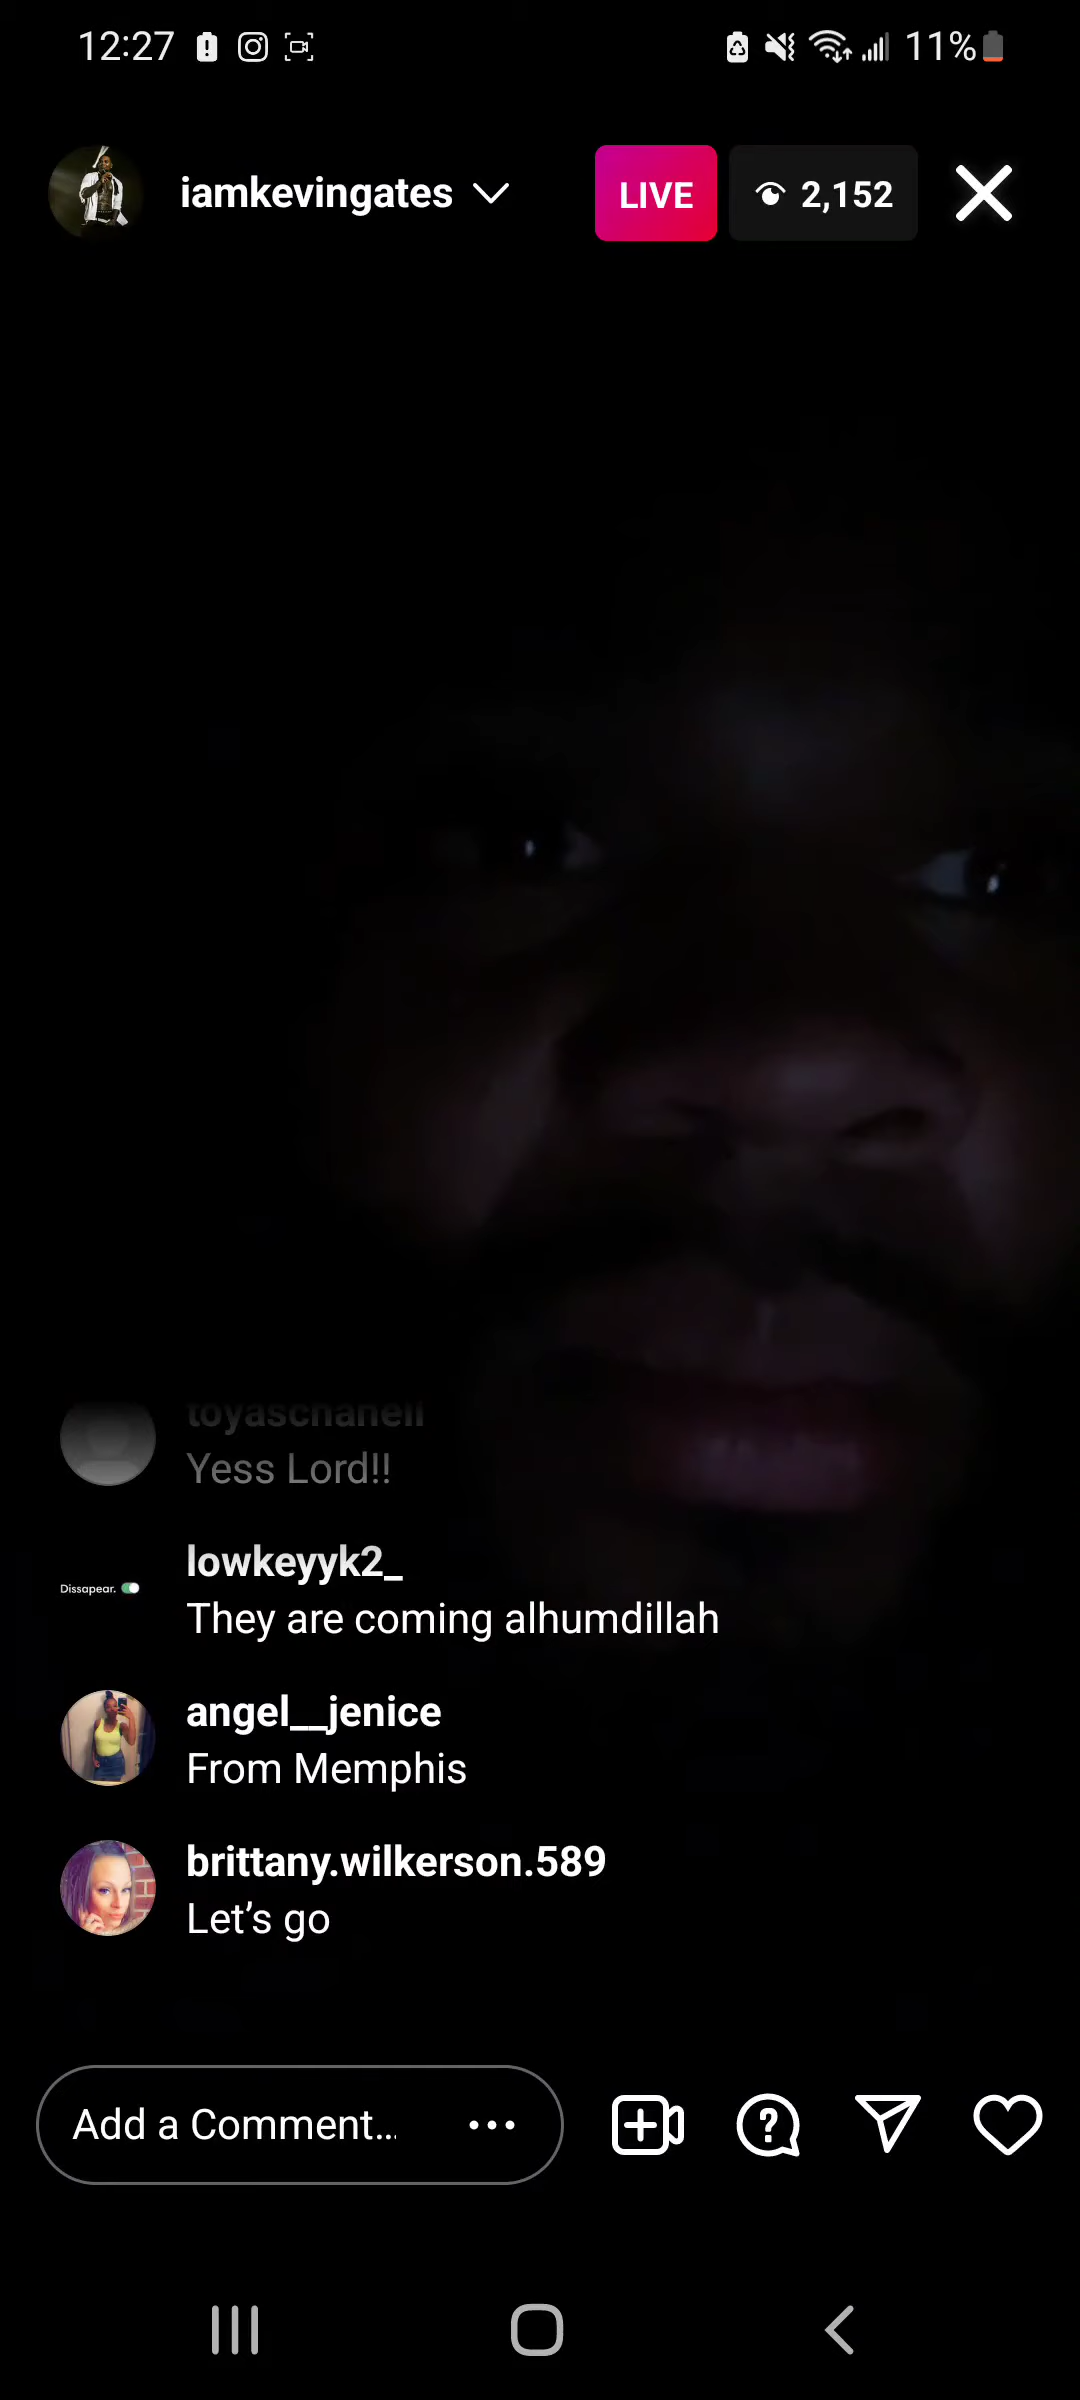 12:27
11%
iamkevingates
LIVE
2,152
toyaschanell
Yess Lord!!
lowkeyyk2_
Dissapear.
They are coming alhumdillah
angel__jenice
From Memphis
brittany.wilkerson.589
Let’s go
Add a Comment...